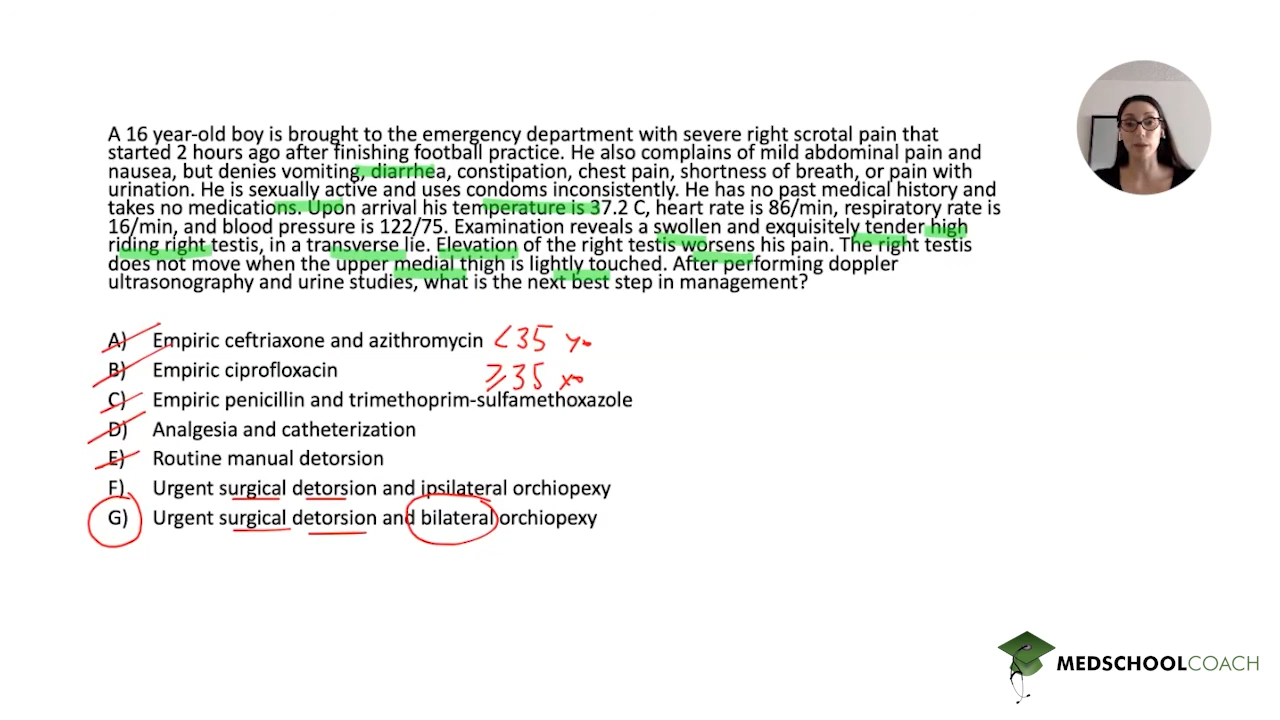 A 16 year-old boy is brought to the emergency department with severe right scrotal pain that
started 2 hours ago after finishing football practice. He also complains of mild abdominal pain and
nausea, but denies vomiting, diarrhea, constipation, chest pain, shortness of breath, or pain with
urination. He is sexually active and uses condoms inconsistently. He has no past medical history and
takes no medications. Upon arrival his temperature is 37.2 C, heart rate is 86/min, respiratory rate is
16/min, and blood pressure is 122/75. Examination reveals a swollen and exquisitely tender high
riding right testis, in a transverse lie. Elevation of the right testis worsens his pain. The right testis
does not move when the upper medial thigh is lightly touched. After performing doppler
ultrasonography and urine studies, what is the next best step in management?
A) Empiric ceftriaxone and azithromycin <35 yo
B) Empiric ciprofloxacin ≥35 yo
C) Empiric penicillin and trimethoprim-sulfamethoxazole
D) Analgesia and catheterization
E) Routine manual detorsion
F) Urgent surgical detorsion and ipsilateral orchiopexy
G) Urgent surgical detorsion and bilateral orchiopexy
MEDSCHOOLCOACH